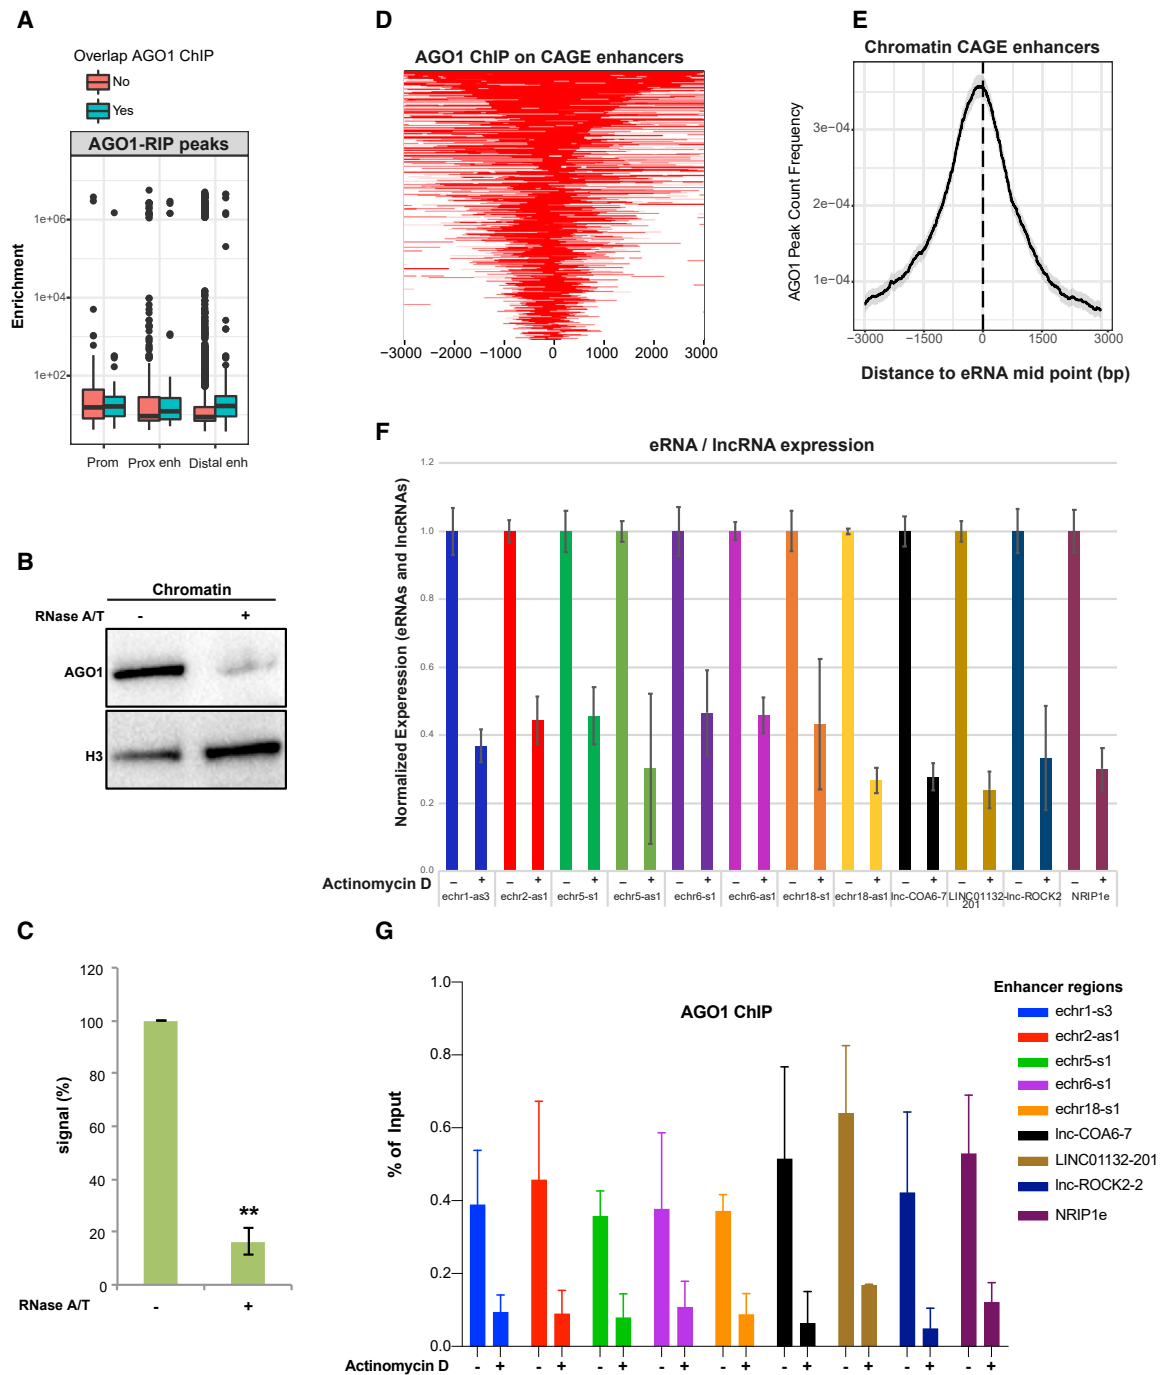 A
Overlap AGO1 ChIP
No
Yes
AGO1-RIP peaks
Enrichment
1e+06
1e+04
1e+02
Prom Prox enh Distal enh
B
Chromatin
RNase A/T - +
AGO1
H3
C
signal (%)
120
100
80
60
40
20
0
RNase A/T - +
**
D
AGO1 ChIP on CAGE enhancers
−3000 −2000 −1000 0 1000 2000 3000
E
Chromatin CAGE enhancers
AGO1 Peak Count Frequency
3e−04
2e−04
1e−04
−3000 −1500 0 1500 3000
Distance to eRNA mid point (bp)
F
eRNA / lncRNA expression
Normalized Experession (eRNAs and lncRNAs)
1.2
1.0
0.8
0.6
0.4
0.2
0.0
Actinomycin D − + − + − + − + − + − + − + − + − + − + − + − +
echr1-as3 echr2-as1 echr5-s1 echr5-as1 echr6-s1 echr6-as1 echr18-s1 echr18-as1 lnc-COA6-7 LINC01132-201 lnc-ROCK2 NRIP1e
G
AGO1 ChIP
% of Input
1.0
0.8
0.6
0.4
0.2
0.0
Actinomycin D - + - + - + - + - + - + - + - + - +
Enhancer regions
echr1-s3
echr2-as1
echr5-s1
echr6-s1
echr18-s1
lnc-COA6-7
LINC01132-201
lnc-ROCK2-2
NRIP1e